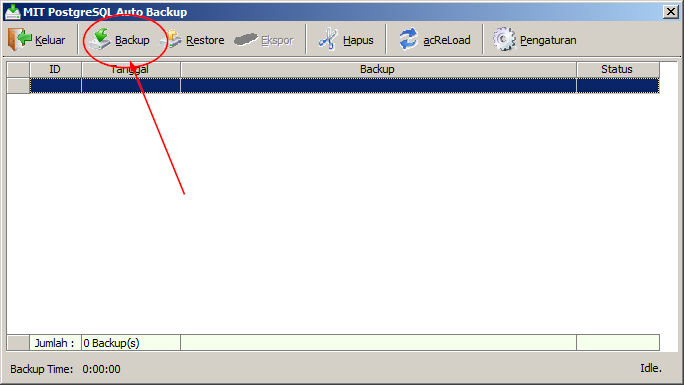 MIT PostgreSQL Auto Backup
Keluar Backup Restore Ekspor Hapus acReLoad Pengaturan
ID Tanggal Backup Status
Jumlah : 0 Backup(s)
Backup Time: 0:00:00 Idle.